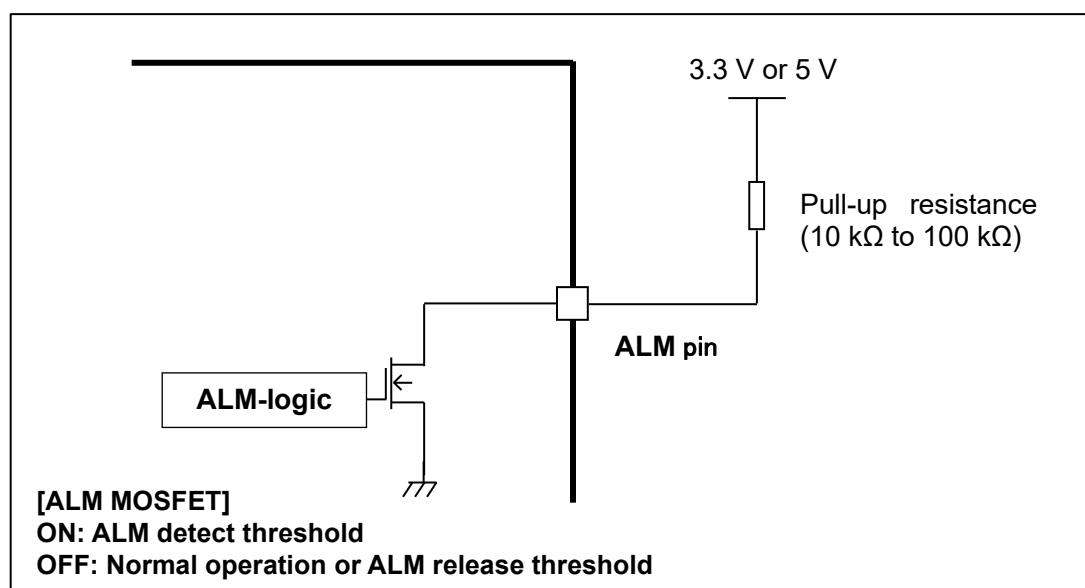 3.3 V or 5 V
Pull-up resistance
(10 kΩ to 100 kΩ)
ALM pin
ALM-logic
[ALM MOSFET]
ON: ALM detect threshold
OFF: Normal operation or ALM release threshold